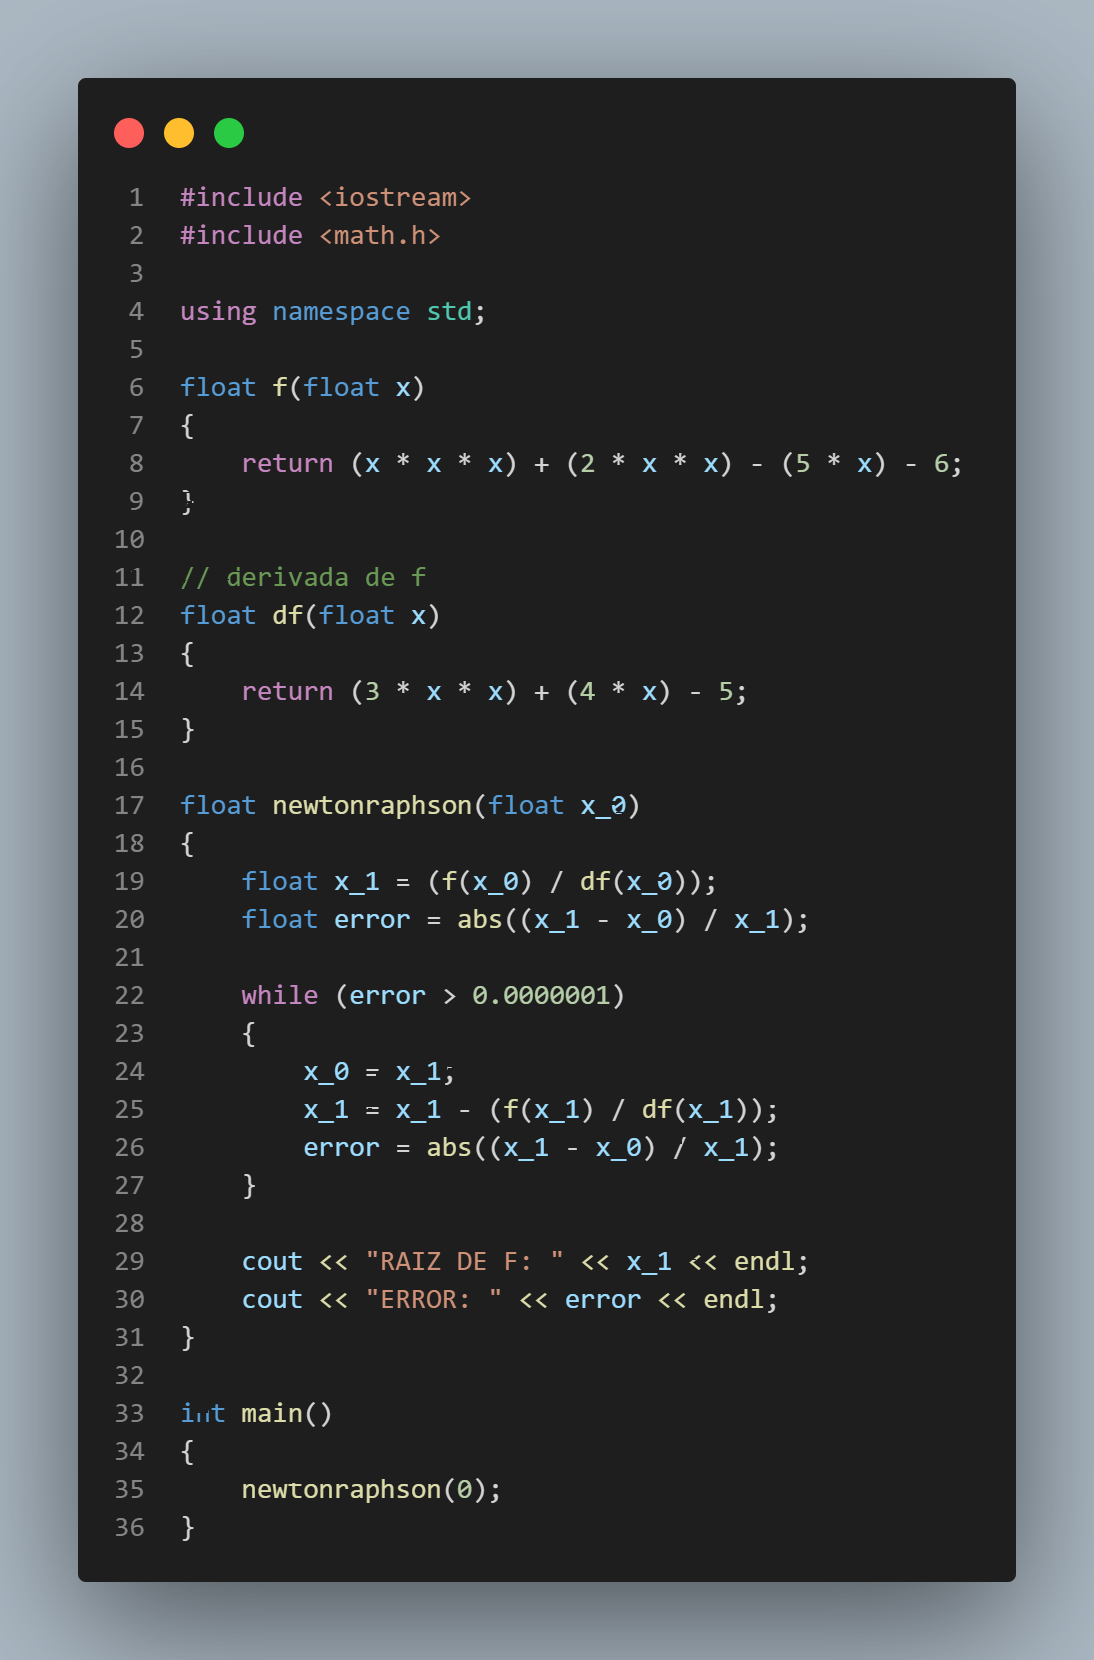 1 #include <iostream>
2 #include <math.h>
3
4 using namespace std;
5
6 float f(float x)
7 {
8     return (x * x * x) + (2 * x * x) - (5 * x) - 6;
9 }
10
11 // derivada de f
12 float df(float x)
13 {
14     return (3 * x * x) + (4 * x) - 5;
15 }
16
17 float newtonraphson(float x_0)
18 {
19     float x_1 = (f(x_0) / df(x_0));
20     float error = abs((x_1 - x_0) / x_1);
21
22     while (error > 0.0000001)
23     {
24         x_0 = x_1;
25         x_1 = x_1 - (f(x_1) / df(x_1));
26         error = abs((x_1 - x_0) / x_1);
27     }
28
29     cout << "RAIZ DE F: " << x_1 << endl;
30     cout << "ERROR: " << error << endl;
31 }
32
33 int main()
34 {
35     newtonraphson(0);
36 }